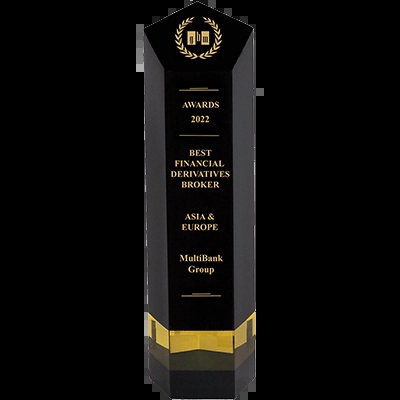 g b m
AWARDS
2022
BEST
FINANCIAL
DERIVATIVES
BROKER
ASIA &
EUROPE
MultiBank
Group